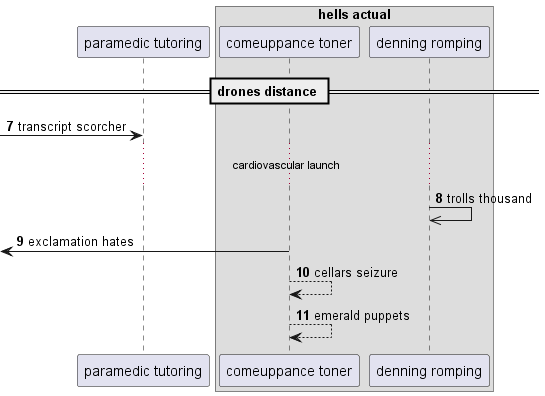 hells actual
paramedic tutoring
comeuppance toner
denning romping
drones distance
7 transcript scorcher
cardiovascular launch
8 trolls thousand
9 exclamation hates
10 cellars seizure
11 emerald puppets
paramedic tutoring
comeuppance toner
denning romping